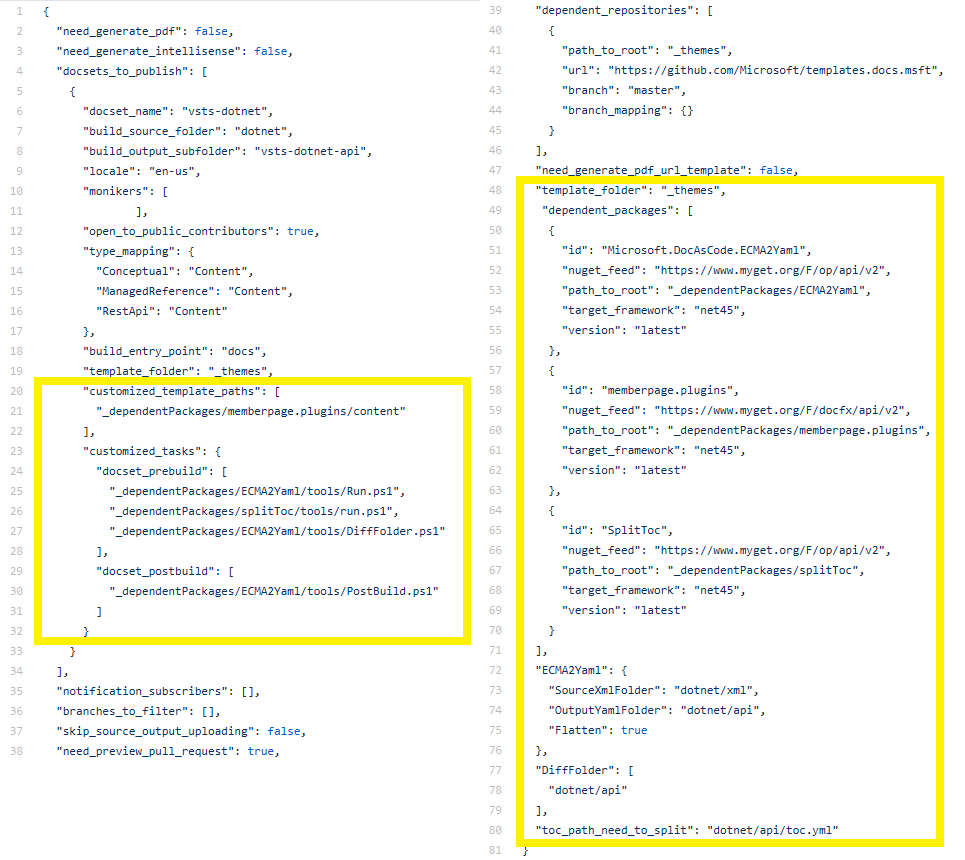 1 {
2   "need_generate_pdf": false,
3   "need_generate_intellisense": false,
4   "docsets_to_publish": [
5     {
6       "docset_name": "vsts-dotnet",
7       "build_source_folder": "dotnet",
8       "build_output_subfolder": "vsts-dotnet-api",
9       "locale": "en-us",
10       "monikers": [
11               ],
12       "open_to_public_contributors": true,
13       "type_mapping": {
14         "Conceptual": "Content",
15         "ManagedReference": "Content",
16         "RestApi": "Content"
17       },
18       "build_entry_point": "docs",
19       "template_folder": "_themes",
20       "customized_template_paths": [
21         "_dependentPackages/memberpage.plugins/content"
22       ],
23       "customized_tasks": {
24         "docset_prebuild": [
25           "_dependentPackages/ECMA2Yaml/tools/Run.ps1",
26           "_dependentPackages/splitToc/tools/run.ps1",
27           "_dependentPackages/ECMA2Yaml/tools/DiffFolder.ps1"
28         ],
29         "docset_postbuild": [
30           "_dependentPackages/ECMA2Yaml/tools/PostBuild.ps1"
31         ]
32       }
33     }
34   ],
35   "notification_subscribers": [],
36   "branches_to_filter": [],
37   "skip_source_output_uploading": false,
38   "need_preview_pull_request": true,
39   "dependent_repositories": [
40     {
41       "path_to_root": "_themes",
42       "url": "https://github.com/Microsoft/templates.docs.msft",
43       "branch": "master",
44       "branch_mapping": {}
45     }
46   ],
47   "need_generate_pdf_url_template": false,
48   "template_folder": "_themes",
49    "dependent_packages": [
50     {
51       "id": "Microsoft.DocAsCode.ECMA2Yaml",
52       "nuget_feed": "https://www.myget.org/F/op/api/v2",
53       "path_to_root": "_dependentPackages/ECMA2Yaml",
54       "target_framework": "net45",
55       "version": "latest"
56     },
57     {
58       "id": "memberpage.plugins",
59       "nuget_feed": "https://www.myget.org/F/docfx/api/v2",
60       "path_to_root": "_dependentPackages/memberpage.plugins",
61       "target_framework": "net45",
62       "version": "latest"
63     },
64     {
65       "id": "SplitToc",
66       "nuget_feed": "https://www.myget.org/F/op/api/v2",
67       "path_to_root": "_dependentPackages/splitToc",
68       "target_framework": "net45",
69       "version": "latest"
70     }
71   ],
72   "ECMA2Yaml": {
73     "SourceXmlFolder": "dotnet/xml",
74     "OutputYamlFolder": "dotnet/api",
75     "Flatten": true
76   },
77   "DiffFolder": [
78     "dotnet/api"
79   ],
80   "toc_path_need_to_split": "dotnet/api/toc.yml"
81 }